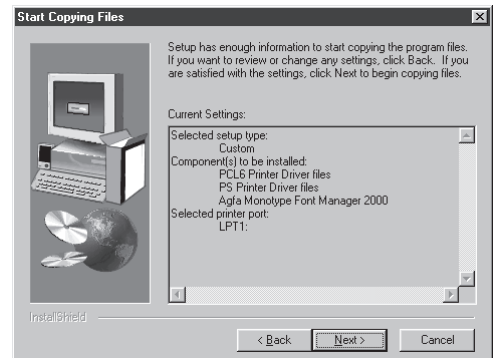 Start Copying Files
Setup has enough information to start copying the program files.
If you want to review or change any settings, click Back. If you
are satisfied with the settings, click Next to begin copying files.
Current Settings:
Selected setup type:
Custom
Component(s) to be installed:
PCL6 Printer Driver files
PS Printer Driver files
Agfa Monotype Font Manager 2000
Selected printer port:
LPT1:
InstallShield
< Back
Next >
Cancel